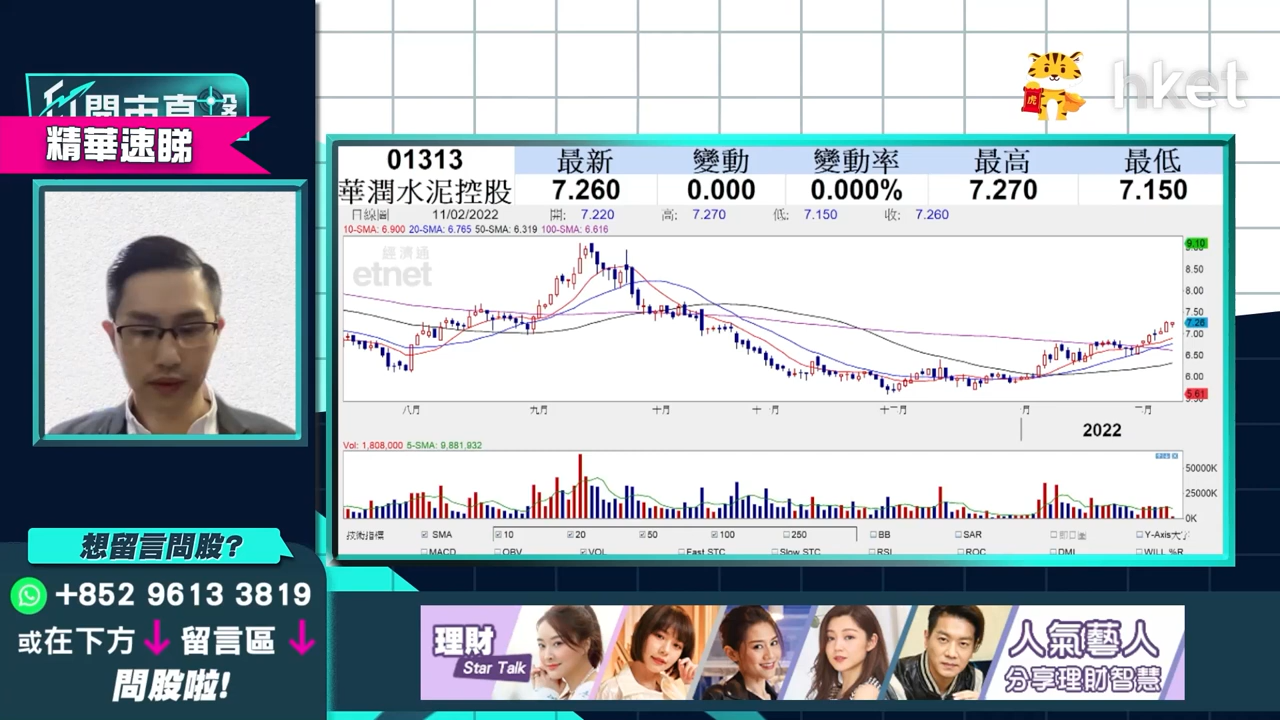 開市直擊
精華速睇
hket
虎
01313
華潤水泥控股
最新
7.260
變動
0.000
變動率
0.000%
最高
7.270
最低
7.150
日線圖
11/02/2022
開: 7.220
高: 7.270
低: 7.150
收: 7.260
10-SMA: 6.900 20-SMA: 6.765 50-SMA: 6.319 100-SMA: 6.616
經濟通
etnet
9.10
8.50
8.00
7.50
7.26
7.00
6.50
6.00
5.61
八月
九月
十月
十一月
十二月
一月
二月
2022
Vol: 1,808,000 5-SMA: 9,881,932
50000K
25000K
0K
技術指標
SMA
10
20
50
100
250
BB
SAR
Y-Axis大小
MACD
OBV
VOL
Fast STC
Slow STC
RSI
ROC
DMI
WILL %R
想留言問股?
+852 9613 3819
或在下方 留言區
問股啦!
理財
Star Talk
人氣藝人
分享理財智慧